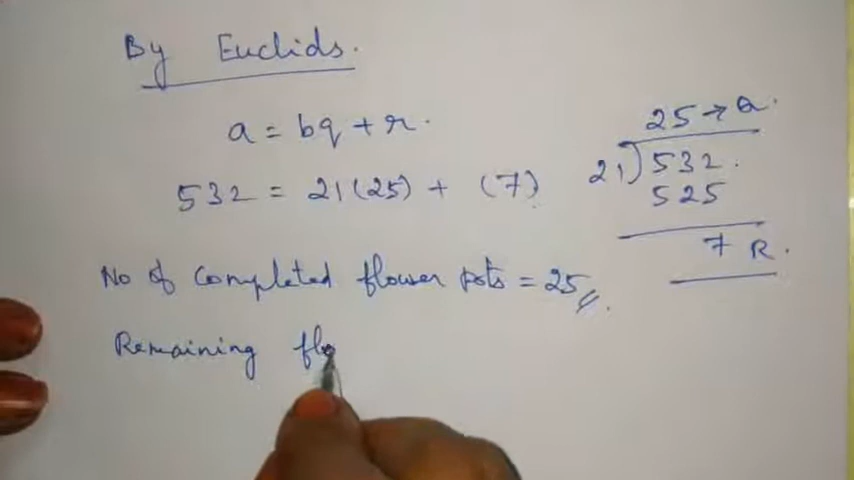 By Euclids.
a = bq + r.
532 = 21(25) + (7)
25 → Q.
21)532.
525
7 R.
No of Completed flower pots = 25 //.
Remaining flo